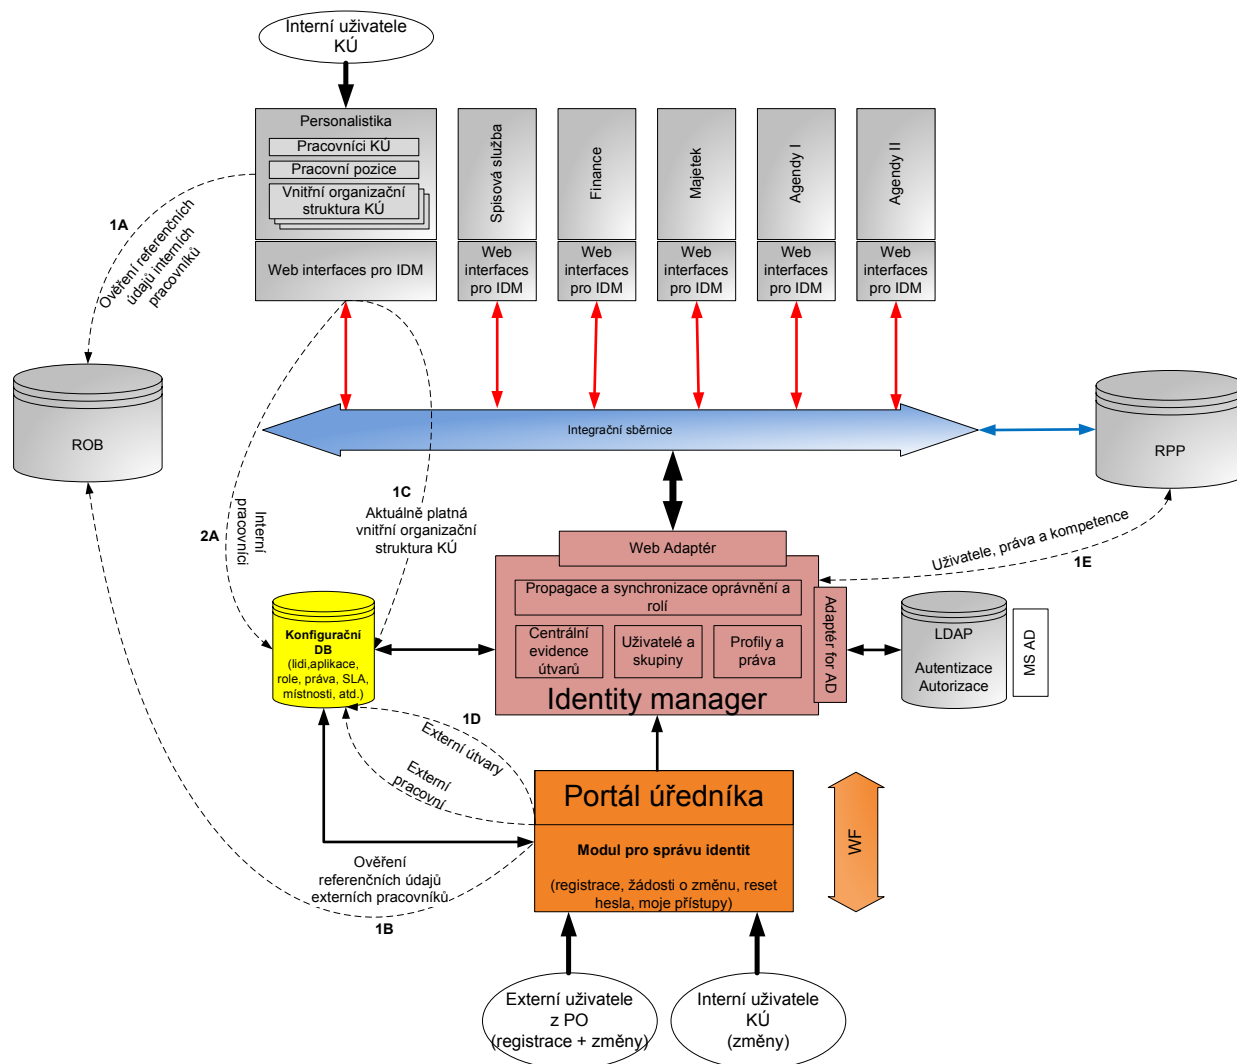 Interní uživatele
KÚ
Personalistika
Pracovníci KÚ
Pracovní pozice
Vnitřní organizační
struktura KÚ
Web interfaces pro IDM
Spisová služba
Web
interfaces
pro IDM
Finance
Web
interfaces
pro IDM
Majetek
Web
interfaces
pro IDM
Agendy I
Web
interfaces
pro IDM
Agendy II
Web
interfaces
pro IDM
1A
Ověření referenčních
údajů interních
pracovníků
ROB
Integrační sběrnice
RPP
2A
Interní
pracovníci
1C
Aktuálně platná
vnitřní organizační
struktura KÚ
Uživatele, práva a kompetence
1E
Web Adaptér
Propagace a synchronizace oprávnění a
rolí
Centrální
evidence
útvarů
Uživatelé a
skupiny
Profily a
práva
Identity manager
Adaptér for AD
LDAP
Autentizace
Autorizace
MS AD
Konfigurační
DB
(lidi,aplikace,
role, práva, SLA,
místnosti, atd.)
1D
Externí útvary
Externí
pracovní
Portál úředníka
Modul pro správu identit
(registrace, žádosti o změnu, reset
hesla, moje přístupy)
WF
Ověření
referenčních údajů
externích pracovníků
1B
Externí uživatele
z PO
(registrace + změny)
Interní uživatele
KÚ
(změny)